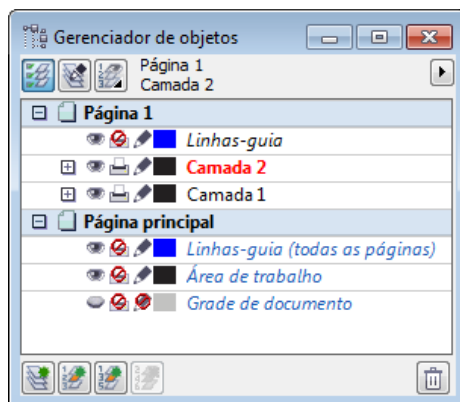 Gerenciador de objetos
Página 1
Camada 2
Página 1
Linhas-guia
Camada 2
Camada 1
Página principal
Linhas-guia (todas as páginas)
Área de trabalho
Grade de documento